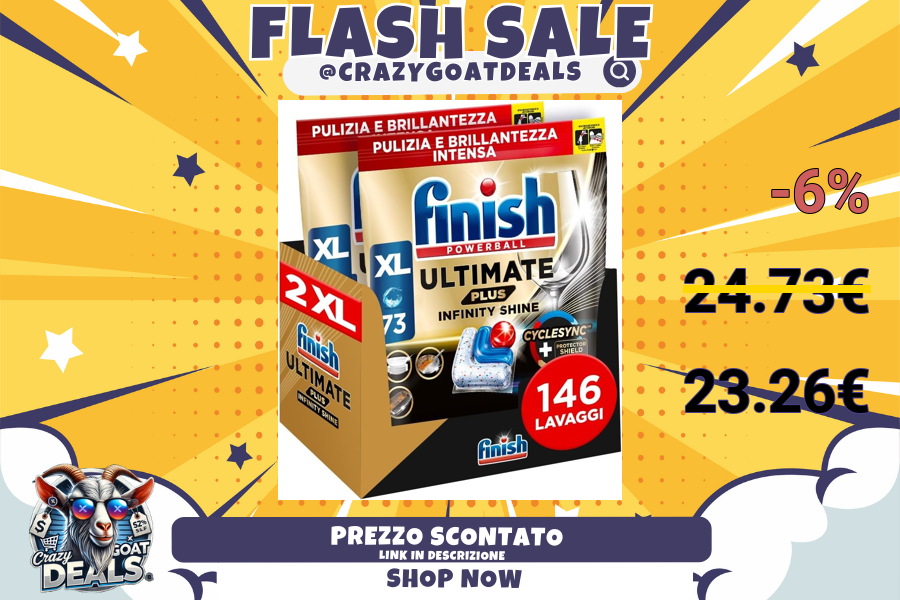 FLASH SALE
@CRAZYGOATDEALS
PULIZIA E BRILLANTEZZA
PULIZIA E BRILLANTEZZA
INTENSA
finish
POWERBALL
XL
XL
ULTIMATE
PLUS
INFINITY SHINE
73
CYCLESYNC
PROTECTOR
SHIELD
2 XL
finish
ULTIMATE
PLUS
INFINITY SHINE
146
LAVAGGI
finish
-6%
24.73€
23.26€
$
52%
Crazy
GOAT
DEALS
PREZZO SCONTATO
LINK IN DESCRIZIONE
SHOP NOW